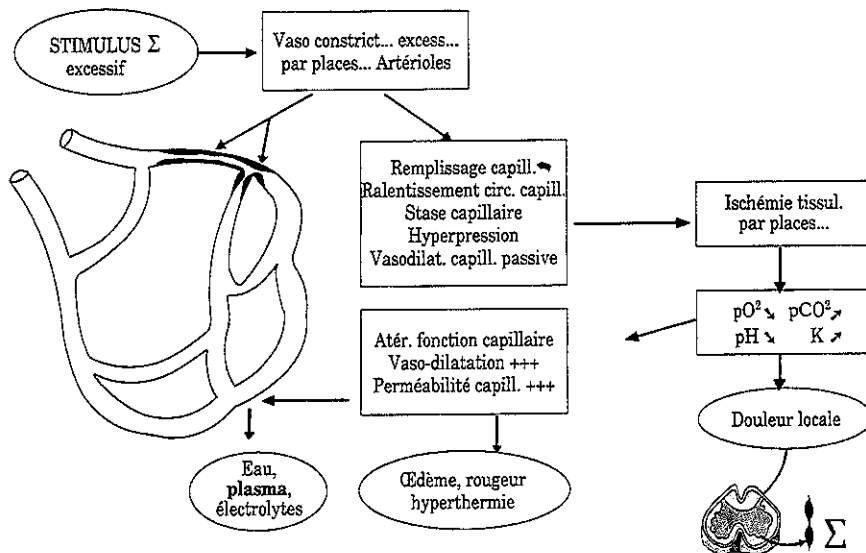 STIMULUS Σ
excessif
Vaso constrict... excess...
par places... Artérioles
Remplissage capill.
Ralentissement circ. capill.
Stase capillaire
Hyperpression
Vasodilat. capill. passive
Ischémie tissul.
par places...
pO² ↘ pCO² ↗
pH ↘ K ↗
Atér. fonction capillaire
Vaso-dilatation +++
Perméabilité capill. +++
Douleur locale
Eau,
plasma,
électrolytes
Œdème, rougeur
hyperthermie
Σ